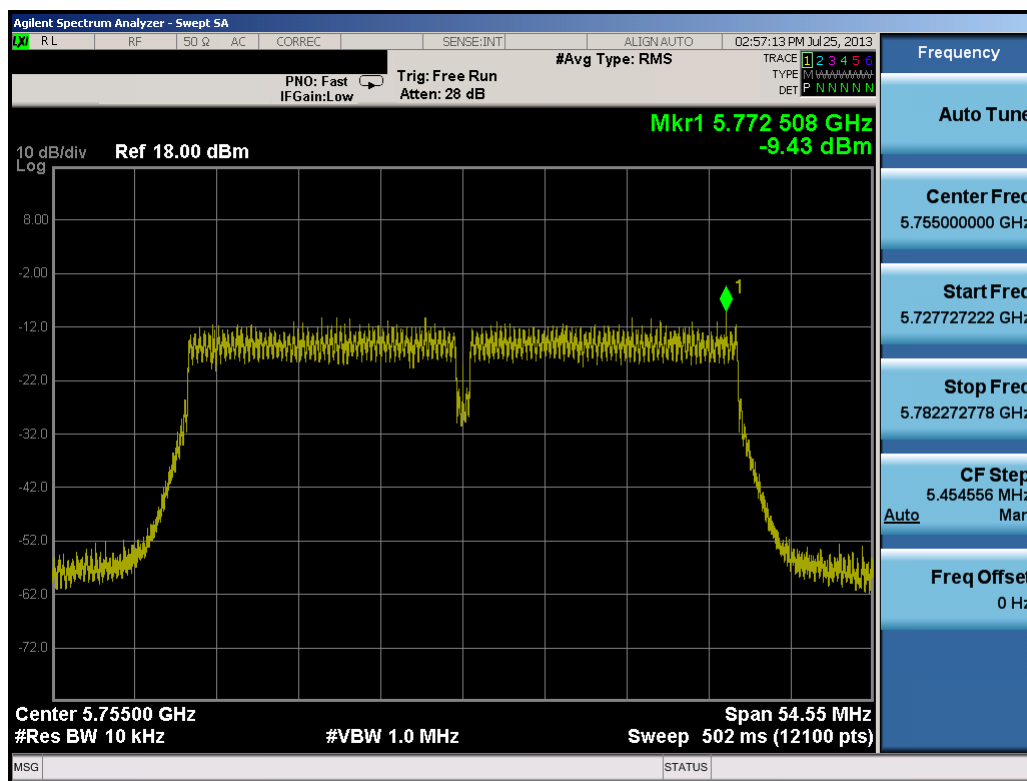 Agilent Spectrum Analyzer - Swept SA
LXI RL RF 50 Ω AC CORREC SENSE:INT ALIGN AUTO 02:57:13 PM Jul 25, 2013
#Avg Type: RMS
TRACE 1 2 3 4 5 6
PNO: Fast Trig: Free Run
TYPE M WWWWW
IFGain:Low Atten: 28 dB
DET P N N N N N
Mkr1 5.772 508 GHz
-9.43 dBm
10 dB/div Ref 18.00 dBm
Log
8.00
-2.00
1
-12.0
-22.0
-32.0
-42.0
-52.0
-62.0
-72.0
Center 5.75500 GHz Span 54.55 MHz
#Res BW 10 kHz #VBW 1.0 MHz Sweep 502 ms (12100 pts)
MSG STATUS
Frequency
Auto Tune
Center Freq
5.755000000 GHz
Start Freq
5.727727222 GHz
Stop Freq
5.782272778 GHz
CF Step
5.454556 MHz
Auto Man
Freq Offset
0 Hz